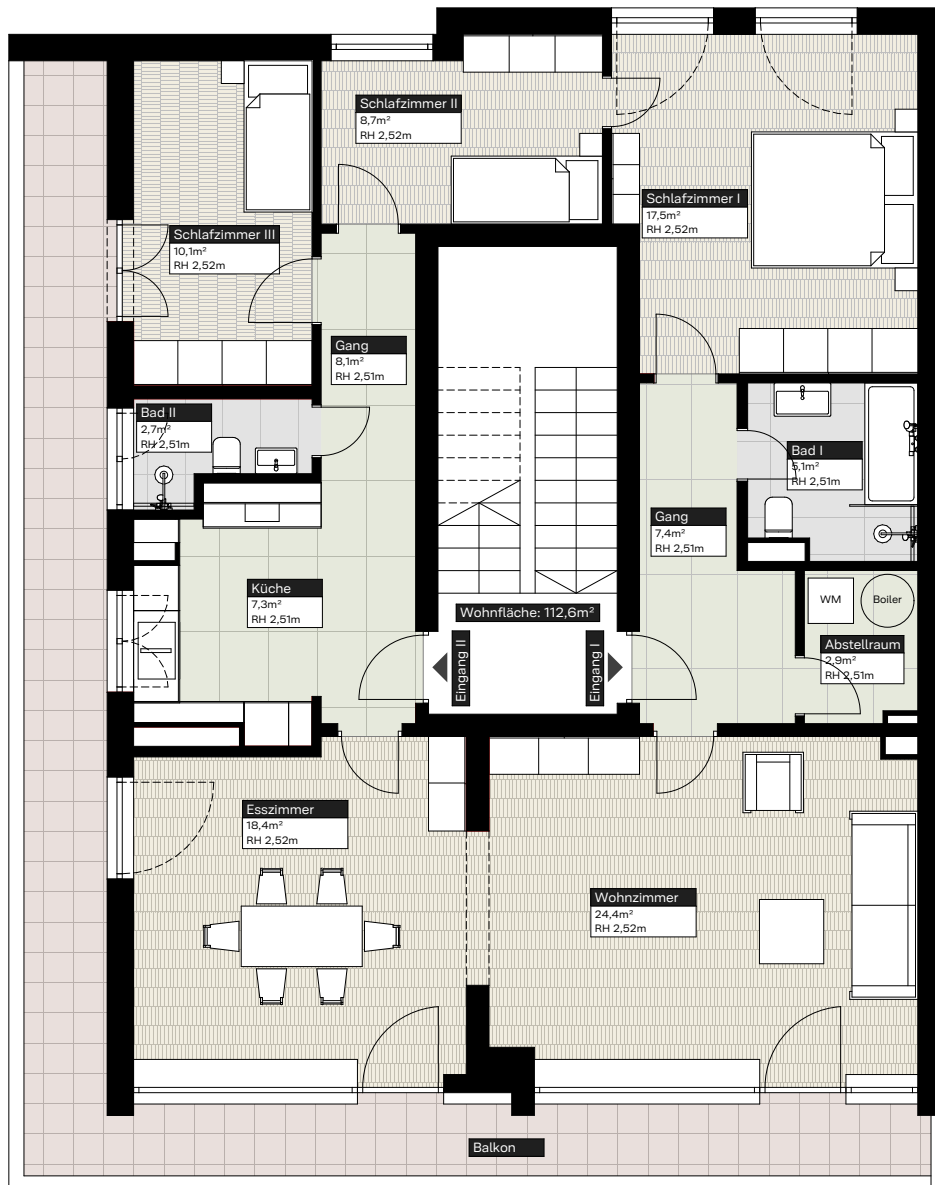 Schlafzimmer II
8,7m²
RH 2,52m
Schlafzimmer I
17,5m²
RH 2,52m
Schlafzimmer III
10,1m²
RH 2,52m
Gang
8,1m²
RH 2,51m
Bad II
2,7m²
RH 2,51m
Bad I
5,1m²
RH 2,51m
Gang
7,4m²
RH 2,51m
Küche
7,3m²
RH 2,51m
WM
Boiler
Wohnfläche: 112,6m²
Eingang II
Eingang I
Abstellraum
2,9m²
RH 2,51m
Esszimmer
18,4m²
RH 2,52m
Wohnzimmer
24,4m²
RH 2,52m
Balkon